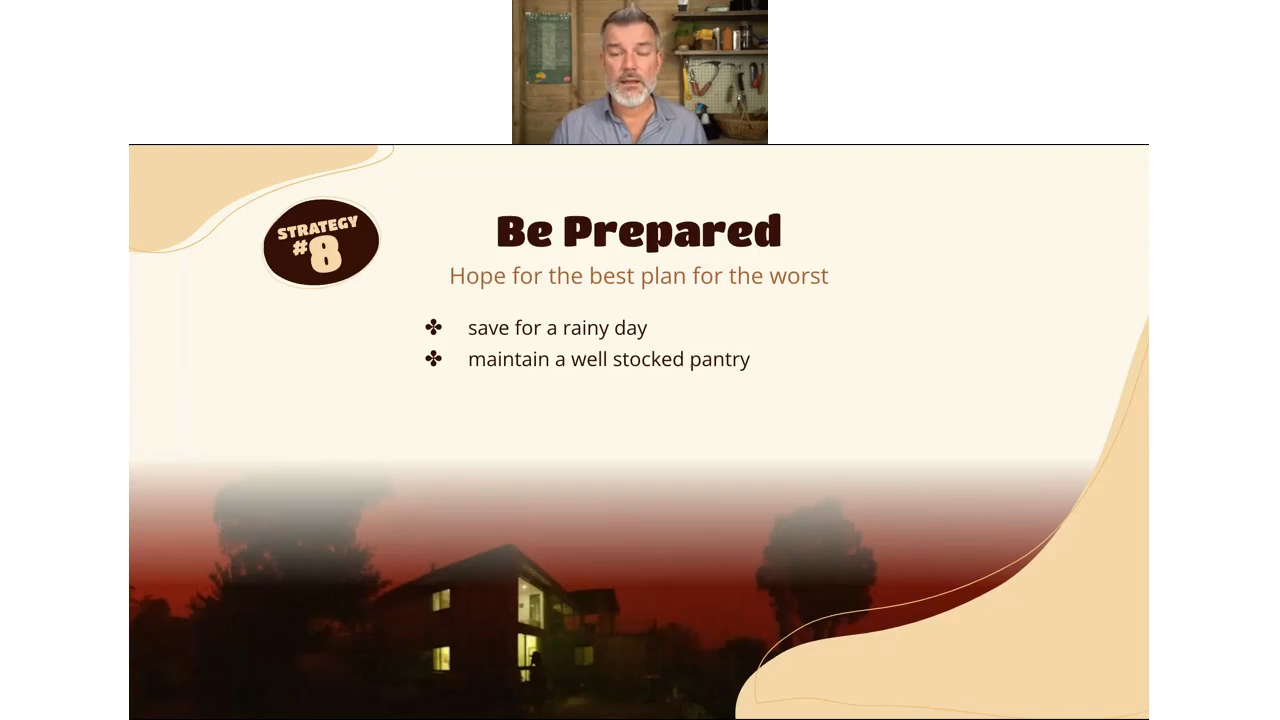 STRATEGY
#8
Be Prepared
Hope for the best plan for the worst
✤ save for a rainy day
✤ maintain a well stocked pantry